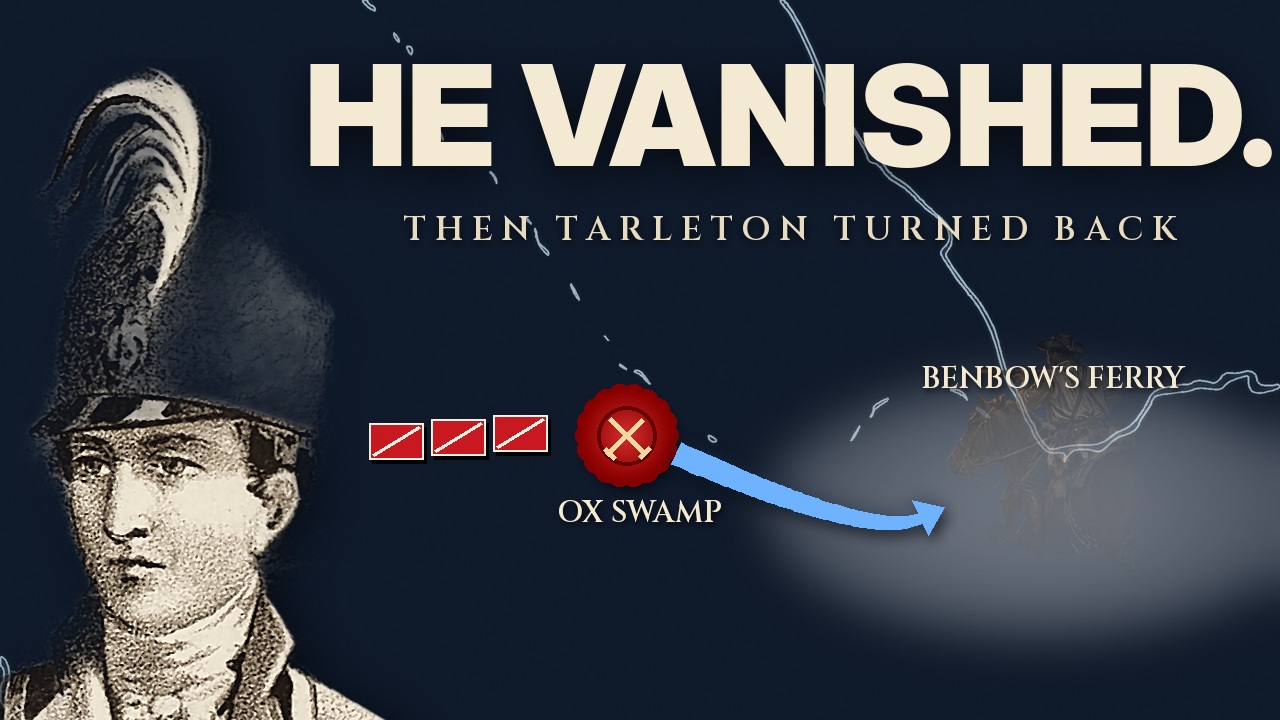 HE VANISHED.
THEN TARLETON TURNED BACK
BENBOW'S FERRY
OX SWAMP